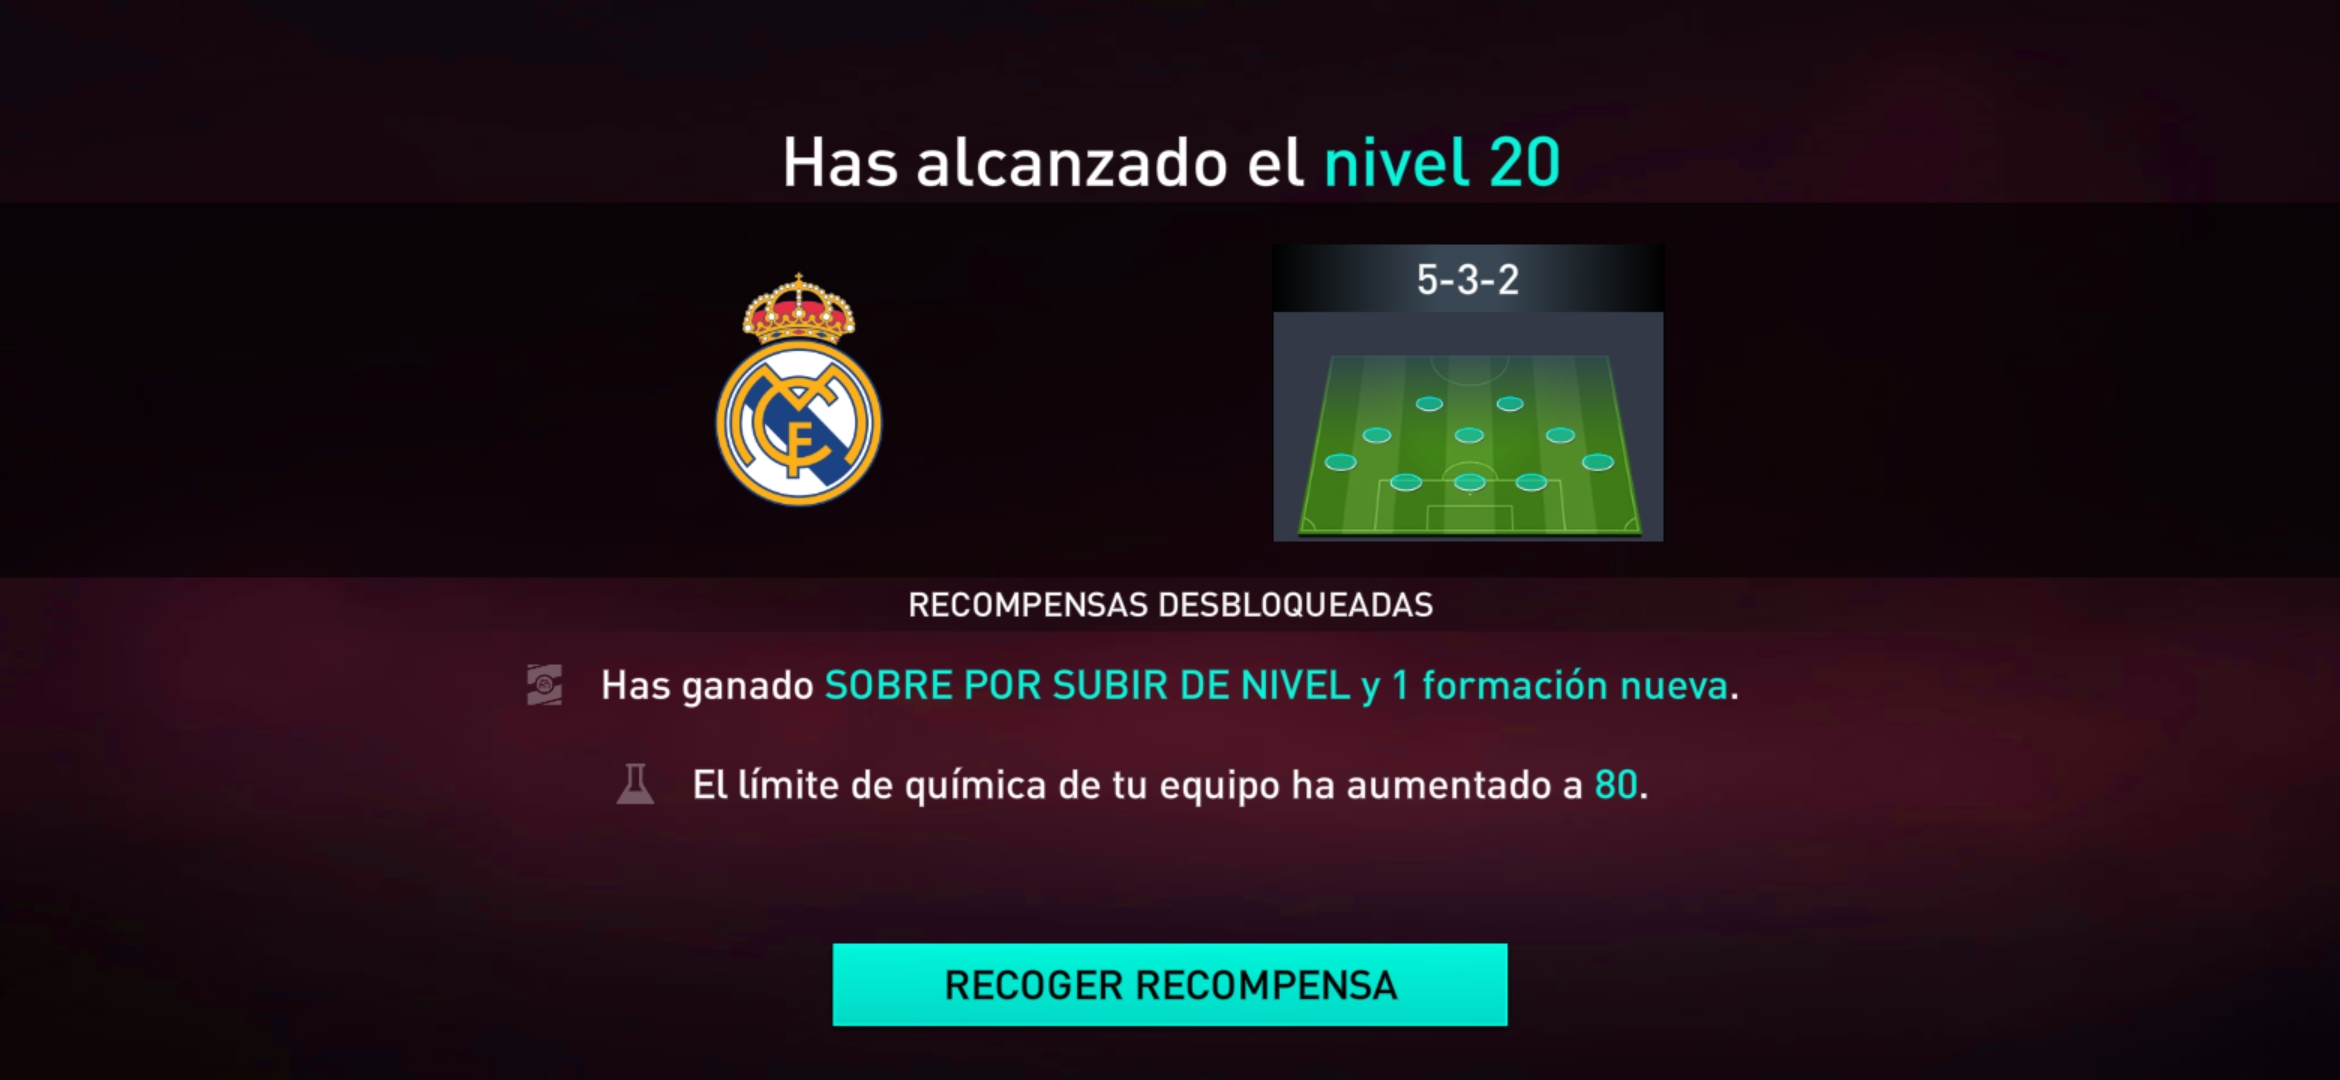 Has alcanzado el nivel 20
5-3-2
RECOMPENSAS DESBLOQUEADAS
Has ganado SOBRE POR SUBIR DE NIVEL y 1 formación nueva.
El límite de química de tu equipo ha aumentado a 80.
RECOGER RECOMPENSA